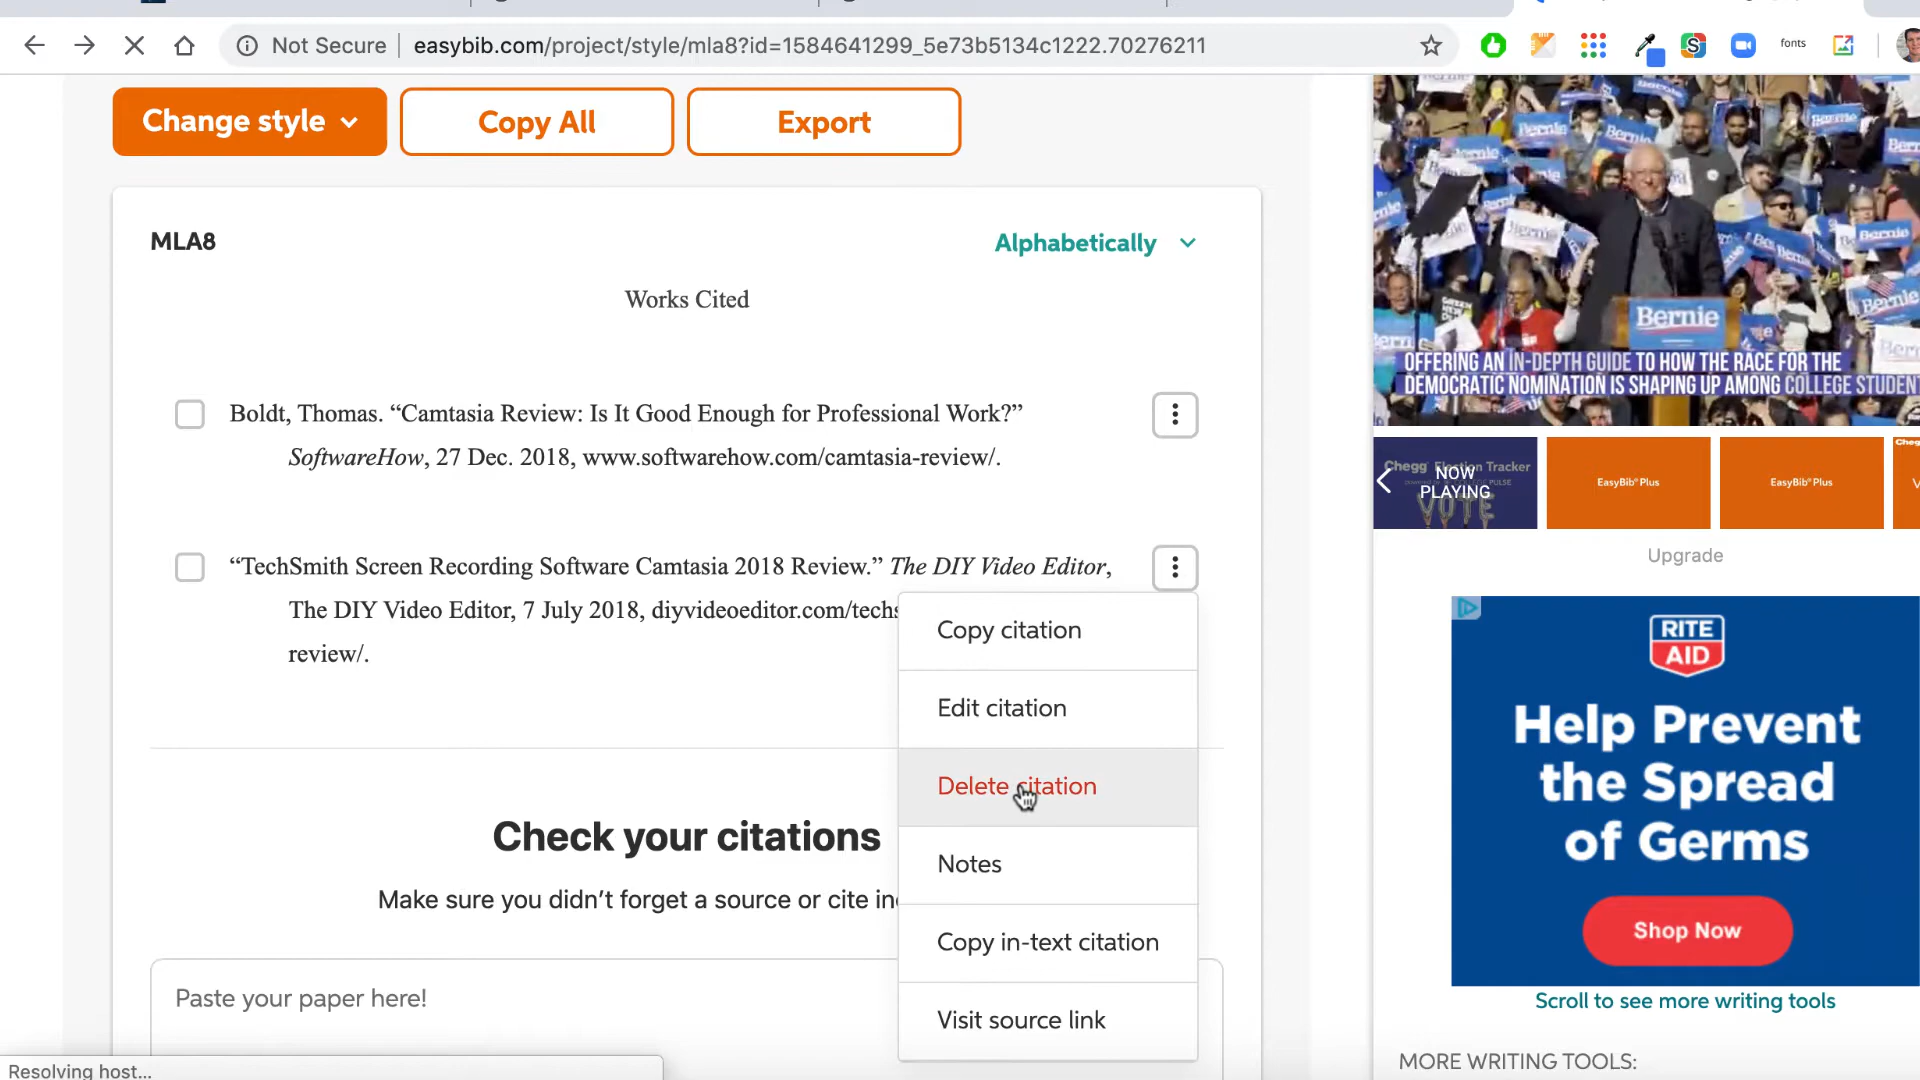 Not Secure
easybib.com/project/style/mla8?id=1584641299_5e73b5134c1222.70276211
fonts
Change style
Copy All
Export
MLA8
Alphabetically
Works Cited
Boldt, Thomas. “Camtasia Review: Is It Good Enough for Professional Work?”
SoftwareHow, 27 Dec. 2018, www.softwarehow.com/camtasia-review/.
“TechSmith Screen Recording Software Camtasia 2018 Review.” The DIY Video Editor,
The DIY Video Editor, 7 July 2018, diyvideoeditor.com/techs
review/.
Copy citation
Edit citation
Delete citation
Notes
Copy in-text citation
Visit source link
Check your citations
Make sure you didn’t forget a source or cite in
Paste your paper here!
Resolving host...
Bernie
OFFERING AN IN-DEPTH GUIDE TO HOW THE RACE FOR THE
DEMOCRATIC NOMINATION IS SHAPING UP AMONG COLLEGE STUDEN
Chegg Election Tracker
NOW
PLAYING
VOTE
EasyBib® Plus
EasyBib® Plus
Cheg
Upgrade
RITE
AID
Help Prevent
the Spread
of Germs
Shop Now
Scroll to see more writing tools
MORE WRITING TOOLS: